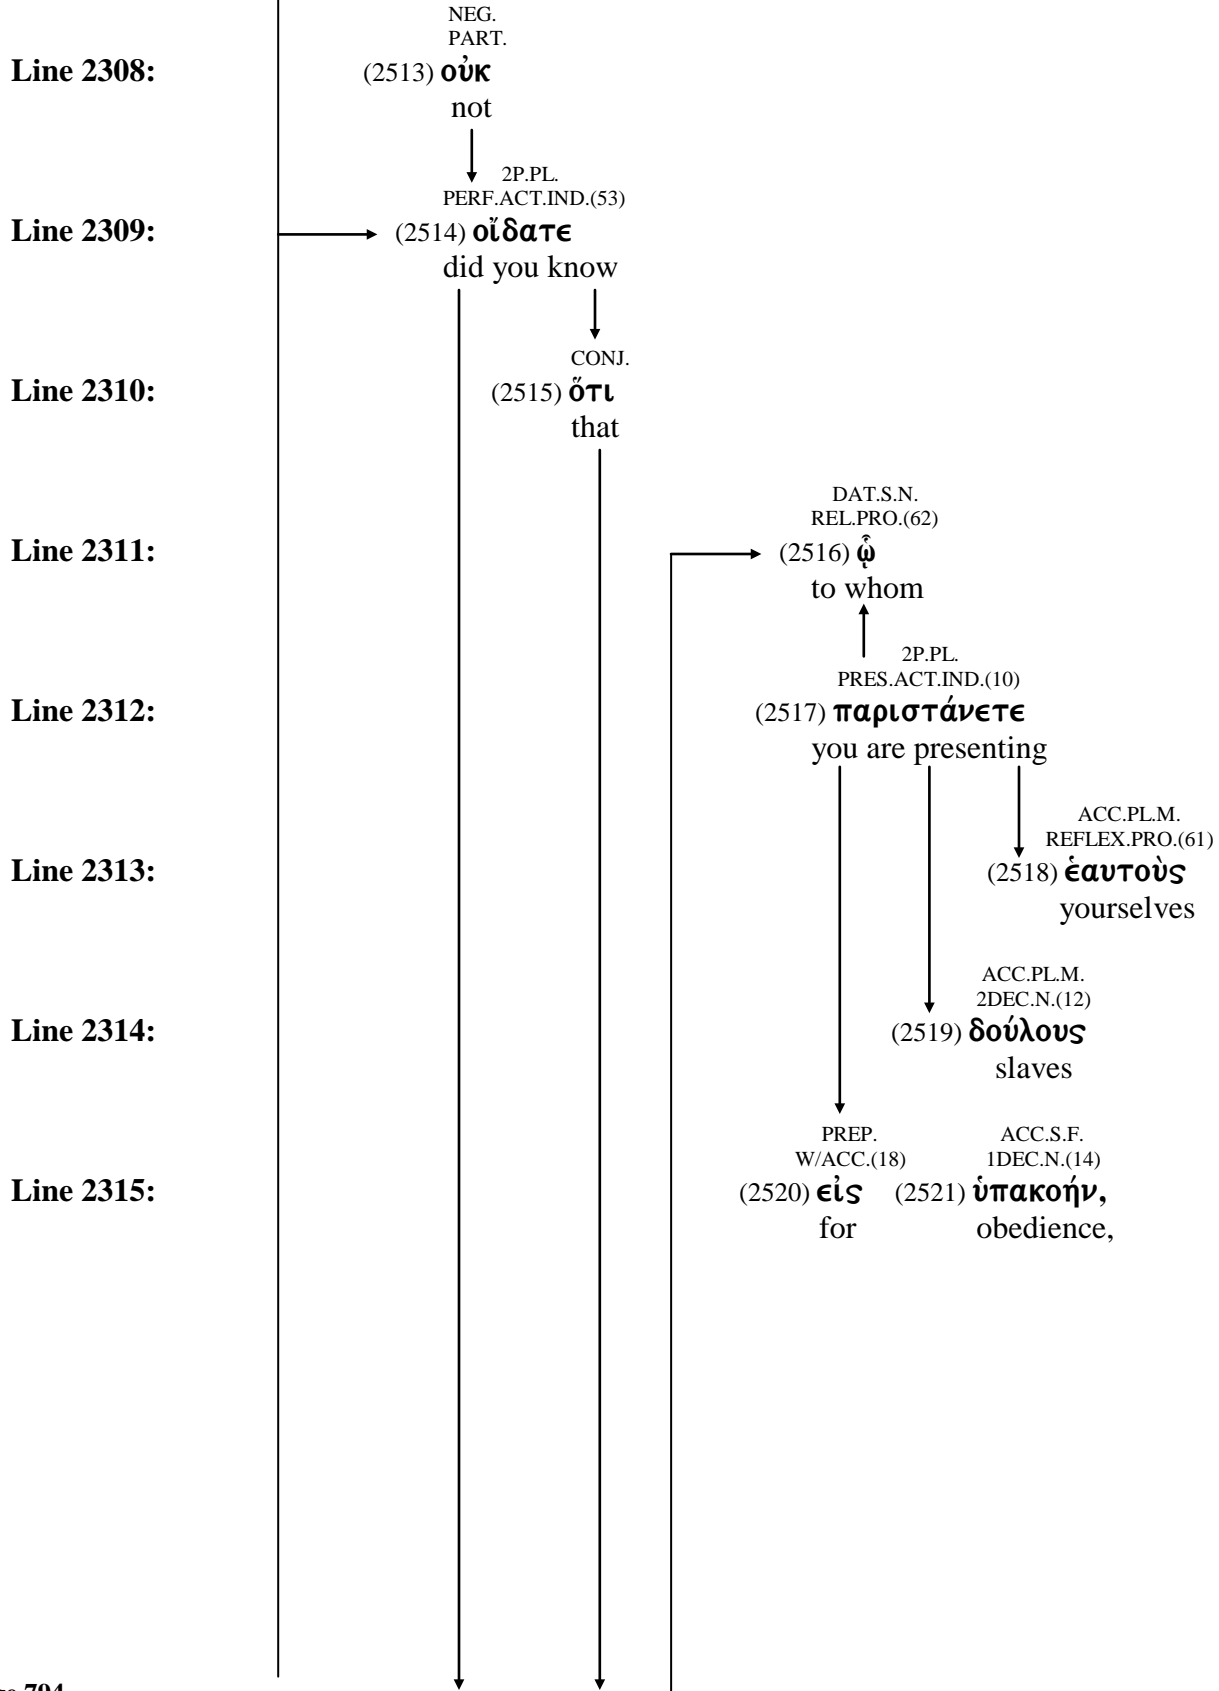 NEG.
PART.
Line 2308: (2513) οὐκ
not
2P.PL.
PERF.ACT.IND.(53)
Line 2309: (2514) οἴδατε
did you know
CONJ.
Line 2310: (2515) ὅτι
that
DAT.S.N.
REL.PRO.(62)
Line 2311: (2516) ᾧ
to whom
2P.PL.
PRES.ACT.IND.(10)
Line 2312: (2517) παριστάνετε
you are presenting
ACC.PL.M.
REFLEX.PRO.(61)
Line 2313: (2518) ἑαυτοὺς
yourselves
ACC.PL.M.
2DEC.N.(12)
Line 2314: (2519) δούλους
slaves
PREP. ACC.S.F.
W/ACC.(18) 1DEC.N.(14)
Line 2315: (2520) εἰς (2521) ὑπακοήν,
for obedience,
794